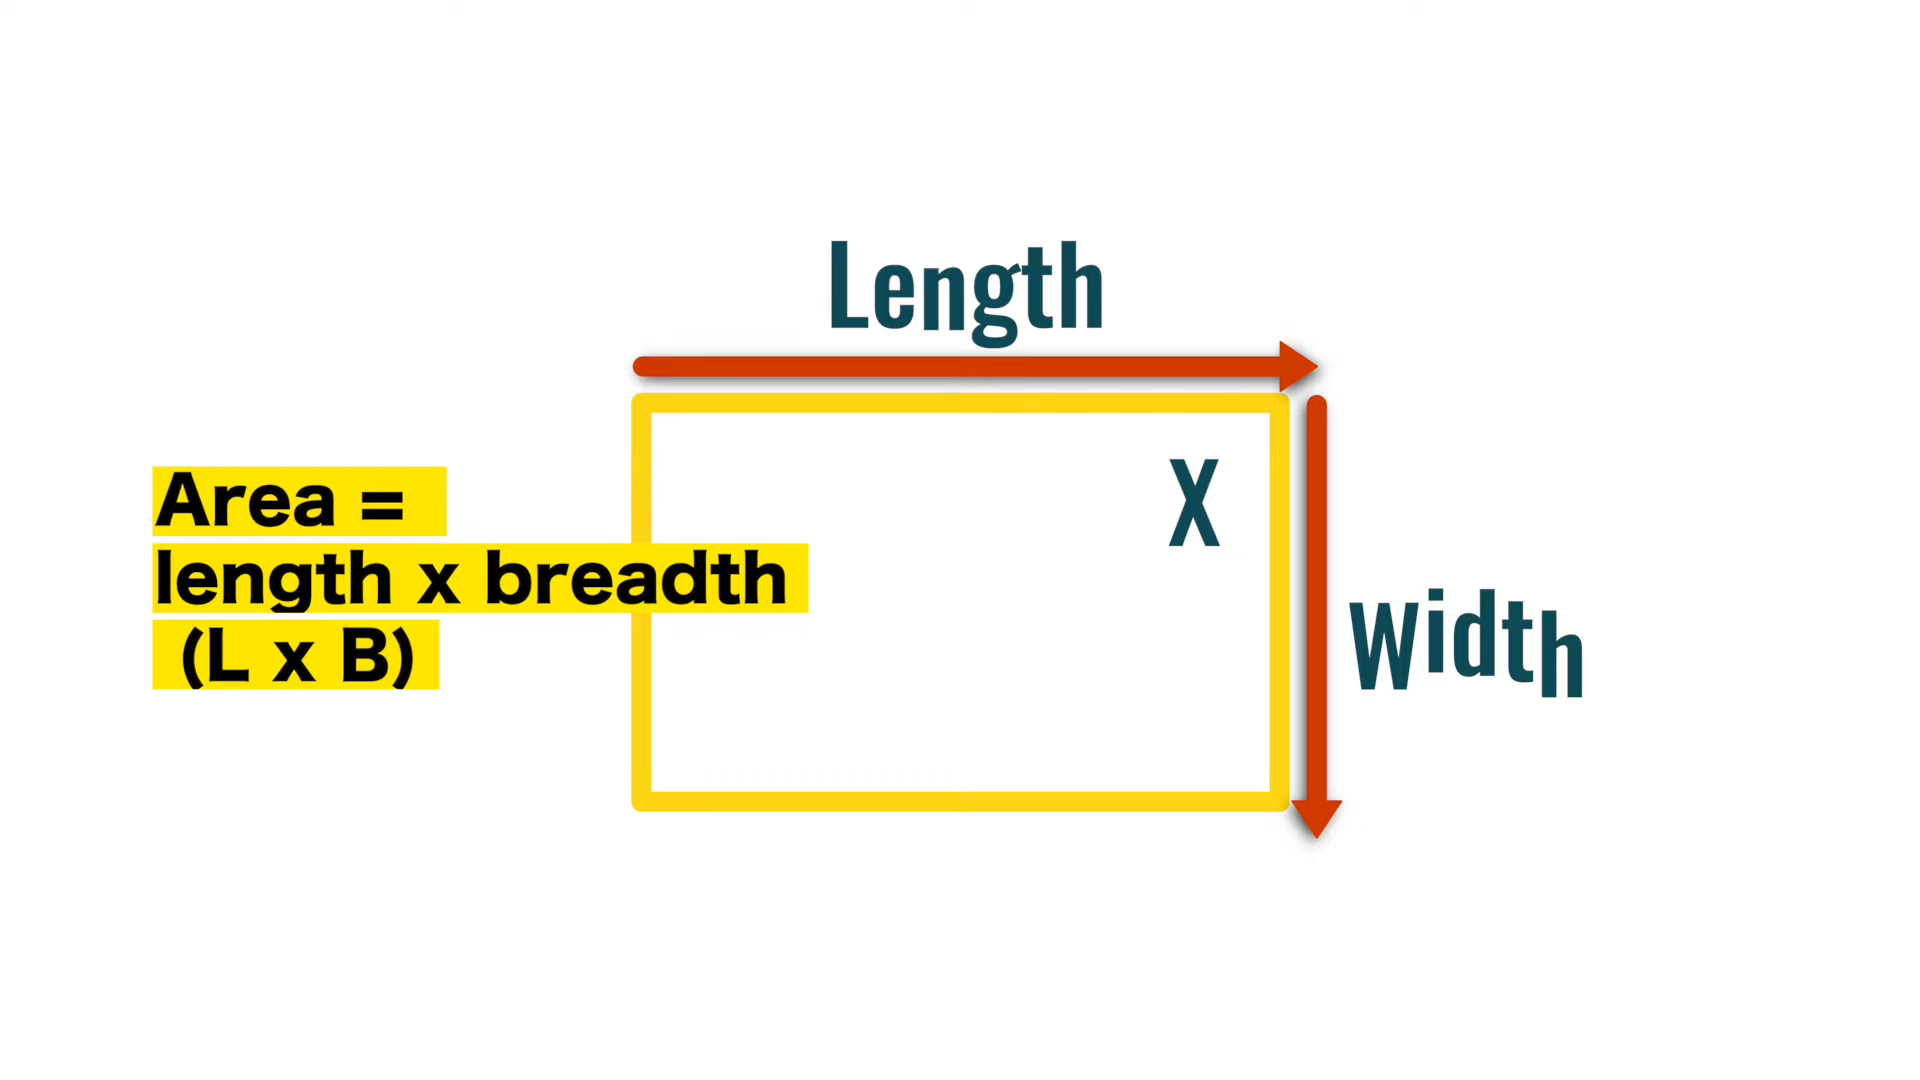 Length
X
Area =
length x breadth
(L x B)
Width